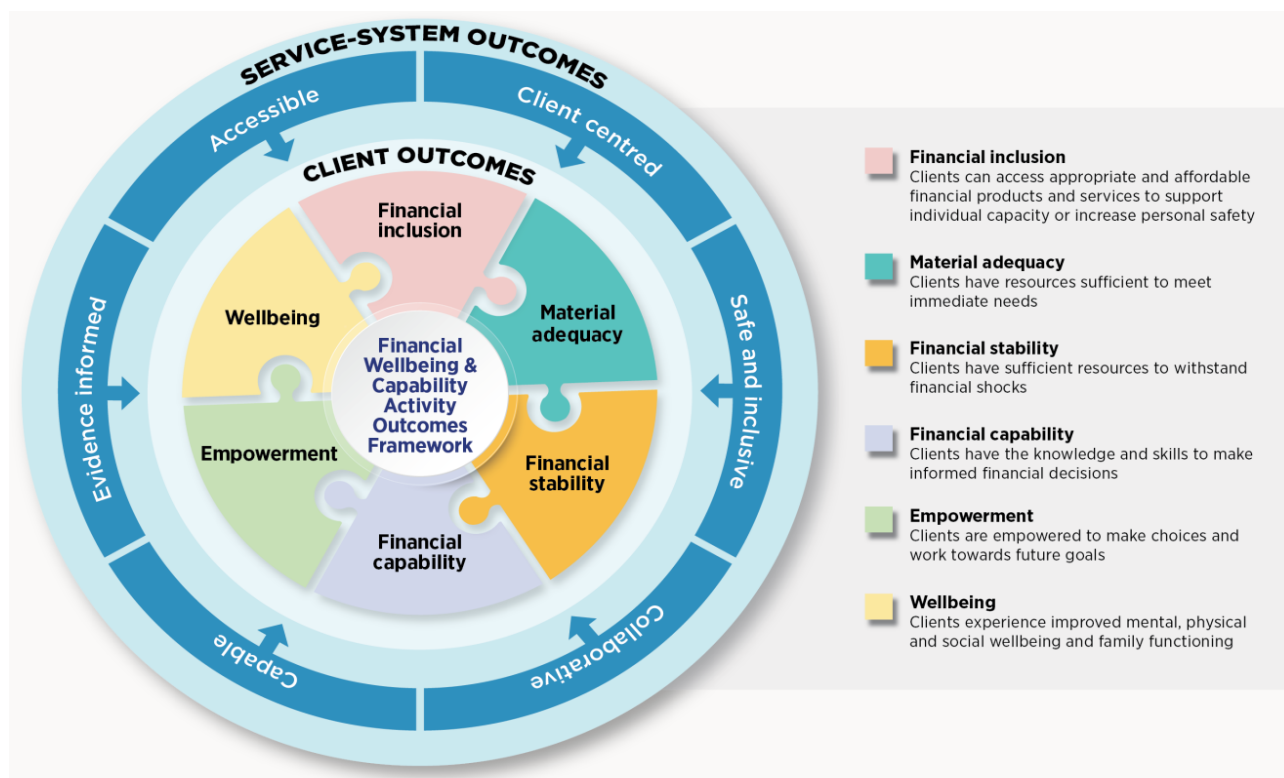 SERVICE-SYSTEM OUTCOMES
Accessible
Client centred
Safe and inclusive
Collaborative
Capable
Evidence informed
CLIENT OUTCOMES
Financial
inclusion
Material
adequacy
Financial
stability
Financial
capability
Empowerment
Wellbeing
Financial
Wellbeing &
Capability
Activity
Outcomes
Framework
Financial inclusion
Clients can access appropriate and affordable
financial products and services to support
individual capacity or increase personal safety
Material adequacy
Clients have resources sufficient to meet
immediate needs
Financial stability
Clients have sufficient resources to withstand
financial shocks
Financial capability
Clients have the knowledge and skills to make
informed financial decisions
Empowerment
Clients are empowered to make choices and
work towards future goals
Wellbeing
Clients experience improved mental, physical
and social wellbeing and family functioning